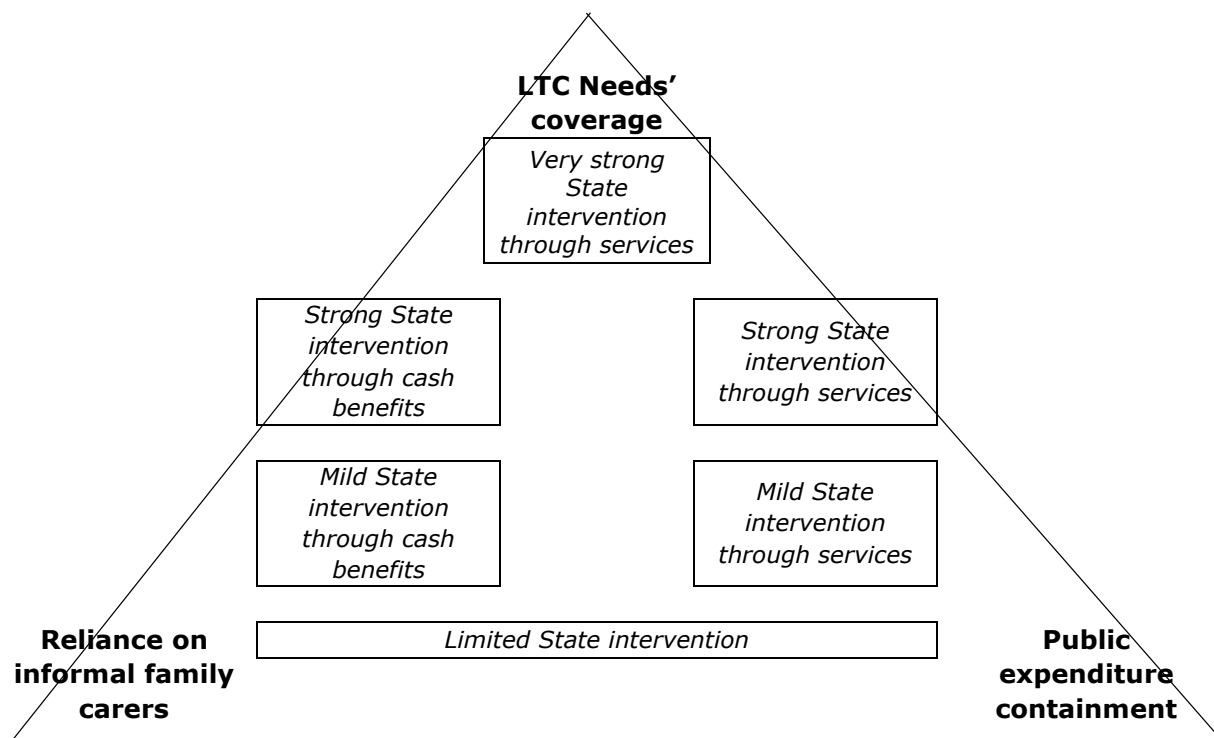 LTC Needs’
coverage
Very strong
State
intervention
through services
Strong State
intervention
through cash
benefits
Strong State
intervention
through services
Mild State
intervention
through cash
benefits
Mild State
intervention
through services
Limited State intervention
Reliance on
informal family
carers
Public
expenditure
containment